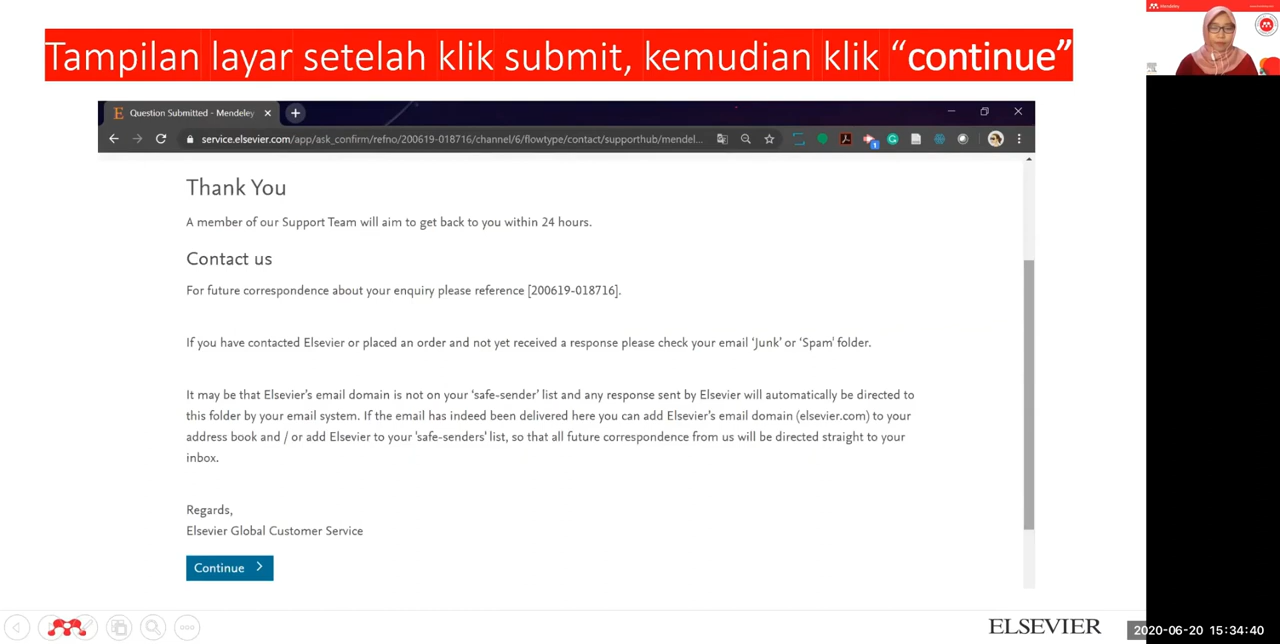 Tampilan layar setelah klik submit, kemudian klik “continue”
Mendeley
Question Submitted - Mendeley
service.elsevier.com/app/ask_confirm/refno/200619-018716/channel/6/flowtype/contact/supporthub/mendel...
Thank You
A member of our Support Team will aim to get back to you within 24 hours.
Contact us
For future correspondence about your enquiry please reference [200619-018716].
If you have contacted Elsevier or placed an order and not yet received a response please check your email ‘Junk’ or ‘Spam’ folder.
It may be that Elsevier’s email domain is not on your ‘safe-sender’ list and any response sent by Elsevier will automatically be directed to
this folder by your email system. If the email has indeed been delivered here you can add Elsevier’s email domain (elsevier.com) to your
address book and / or add Elsevier to your ‘safe-senders’ list, so that all future correspondence from us will be directed straight to your
inbox.
Regards,
Elsevier Global Customer Service
Continue
ELSEVIER
2020-06-20 15:34:40